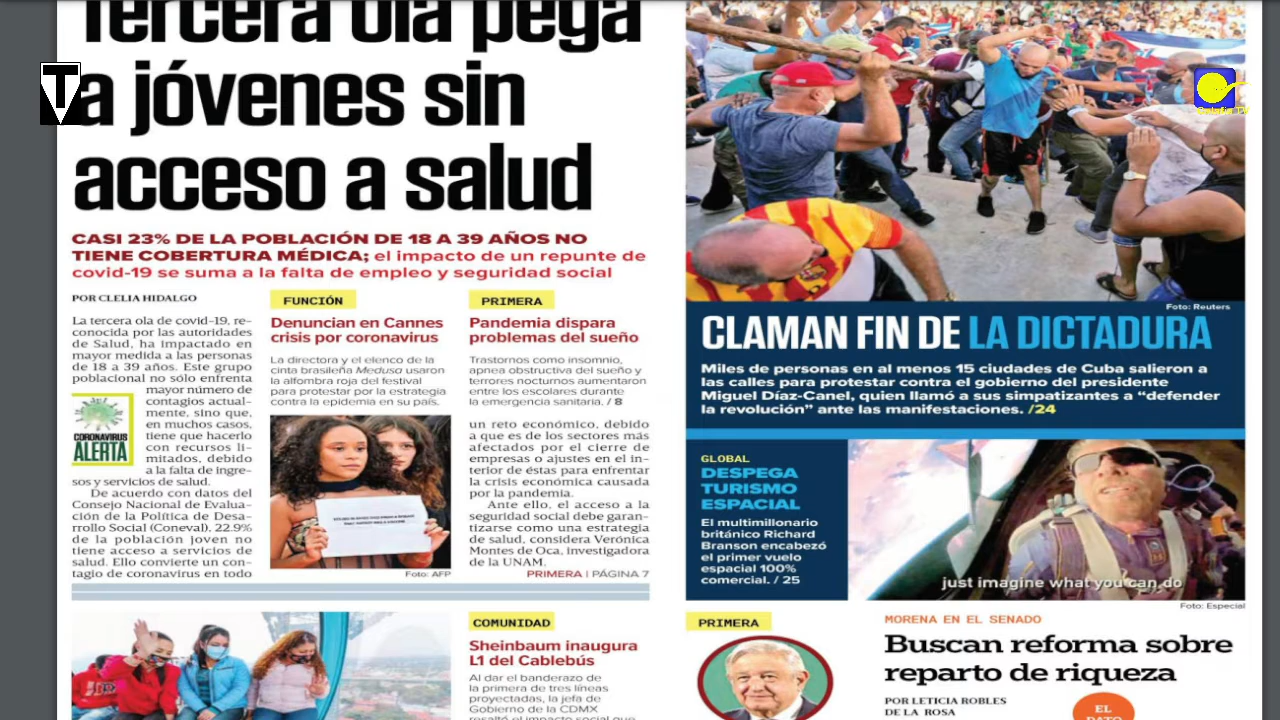 Tercera ola pega
a jóvenes sin
acceso a salud
CASI 23% DE LA POBLACIÓN DE 18 A 39 AÑOS NO
TIENE COBERTURA MÉDICA; el impacto de un repunte de
covid-19 se suma a la falta de empleo y seguridad social
POR CLELIA HIDALGO
La tercera ola de covid-19, re-
conocida por las autoridades
de Salud, ha impactado en
mayor medida a las personas
de 18 a 39 años. Este grupo
poblacional no sólo enfrenta
mayor número de
contagios actual-
mente, sino que,
en muchos casos,
tiene que hacerlo
con recursos li-
mitados, debido
a la falta de ingre-
sos y servicios de salud.
De acuerdo con datos del
Consejo Nacional de Evalua-
ción de la Política de Desa-
rrollo Social (Coneval), 22.9%
de la población joven no
tiene acceso a servicios de
salud. Ello convierte un con-
tagio de coronavirus en todo
CORONAVIRUS
ALERTA
FUNCIÓN
Denuncian en Cannes
crisis por coronavirus
La directora y el elenco de la
cinta brasileña Medusa usaron
la alfombra roja del festival
para protestar por la estrategia
contra la epidemia en su país.
Foto: AFP
PRIMERA
Pandemia dispara
problemas del sueño
Trastornos como insomnio,
apnea obstructiva del sueño y
terrores nocturnos aumentaron
entre los escolares durante
la emergencia sanitaria. / 8
un reto económico, debido
a que es de los sectores más
afectados por el cierre de
empresas o ajustes en el in-
terior de éstas para enfrentar
la crisis económica causada
por la pandemia.
Ante ello, el acceso a la
seguridad social debe garan-
tizarse como una estrategia
de salud, considera Verónica
Montes de Oca, investigadora
de la UNAM.
PRIMERA | PÁGINA 7
COMUNIDAD
Sheinbaum inaugura
L1 del Cablebús
Al dar el banderazo de
la primera de tres líneas
proyectadas, la jefa de
Gobierno de la CDMX
resaltó el impacto social que
T
Foto: Reuters
CLAMAN FIN DE LA DICTADURA
Miles de personas en al menos 15 ciudades de Cuba salieron a
las calles para protestar contra el gobierno del presidente
Miguel Díaz-Canel, quien llamó a sus simpatizantes a “defender
la revolución” ante las manifestaciones. /24
GLOBAL
DESPEGA
TURISMO
ESPACIAL
El multimillonario
británico Richard
Branson encabezó
el primer vuelo
espacial 100%
comercial. / 25
just imagine what you can do
Foto: Especial
PRIMERA
MORENA EN EL SENADO
Buscan reforma sobre
reparto de riqueza
POR LETICIA ROBLES
DE LA ROSA
EL
DATO